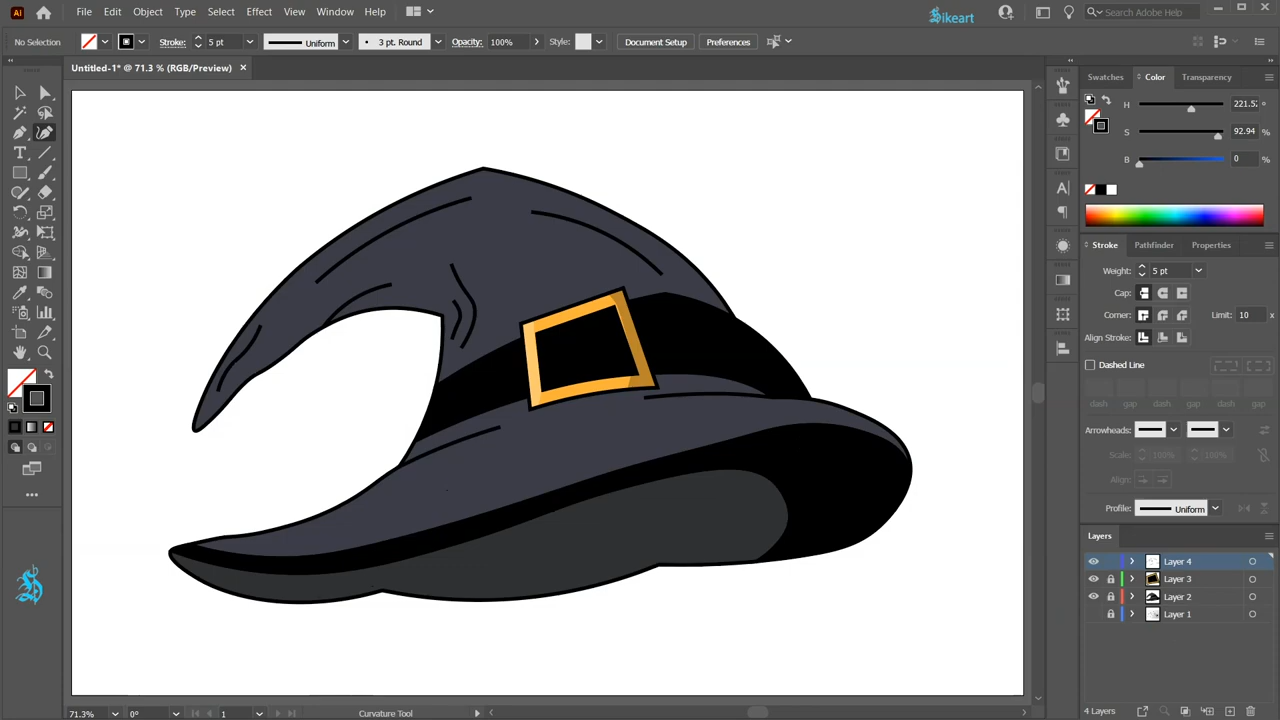 Ai File Edit Object Type Select Effect View Window Help Sikeart Search Adobe Help
No Selection Stroke: 5 pt Uniform 3 pt. Round Opacity: 100% Style: Document Setup Preferences
Untitled-1* @ 71.3 % (RGB/Preview) ×
Swatches Color Transparency
H 221.52 °
S 92.94 %
B 0 %
Stroke Pathfinder Properties
Weight: 5 pt
Cap:
Corner: Limit: 10
Align Stroke:
Dashed Line
dash gap dash gap dash gap
Arrowheads:
Scale: 100% 100%
Align:
Profile: Uniform
Layers
Layer 4
Layer 3
Layer 2
Layer 1
4 Layers
71.3% 0° 1 Curvature Tool